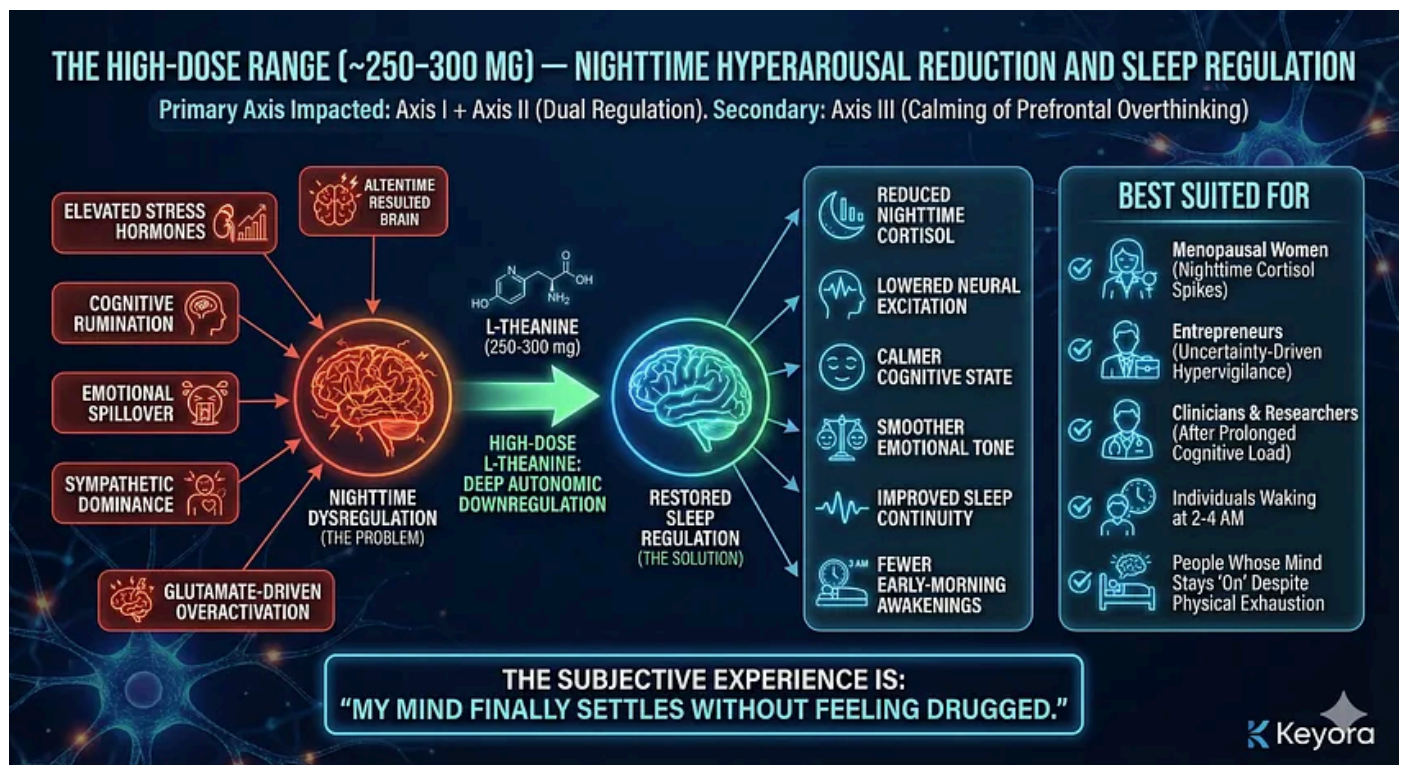 THE HIGH-DOSE RANGE (~250–300 MG) — NIGHTTIME HYPERAROUSAL REDUCTION AND SLEEP REGULATION
Primary Axis Impacted: Axis I + Axis II (Dual Regulation). Secondary: Axis III (Calming of Prefrontal Overthinking)
ELEVATED STRESS
HORMONES
ALTENTIME
RESULTED
BRAIN
COGNITIVE
RUMINATION
EMOTIONAL
SPILLOVER
SYMPATHETIC
DOMINANCE
GLUTAMATE-DRIVEN
OVERACTIVATION
NIGHTTIME
DYSREGULATION
(THE PROBLEM)
N
O
OH
HO
NH₂
L-THEANINE
(250-300 mg)
HIGH-DOSE
L-THEANINE:
DEEP AUTONOMIC
DOWNREGULATION
RESTORED
SLEEP
REGULATION
(THE SOLUTION)
REDUCED
NIGHTTIME
CORTISOL
LOWERED NEURAL
EXCITATION
CALMER
COGNITIVE STATE
SMOOTHER
EMOTIONAL TONE
IMPROVED SLEEP
CONTINUITY
3 AM
FEWER
EARLY-MORNING
AWAKENINGS
BEST SUITED FOR
Menopausal Women
(Nighttime Cortisol
Spikes)
Entrepreneurs
(Uncertainty-Driven
Hypervigilance)
Clinicians & Researchers
(After Prolonged
Cognitive Load)
Individuals Waking
at 2-4 AM
People Whose Mind
Stays 'On' Despite
Physical Exhaustion
THE SUBJECTIVE EXPERIENCE IS:
“MY MIND FINALLY SETTLES WITHOUT FEELING DRUGGED.”
Keyora